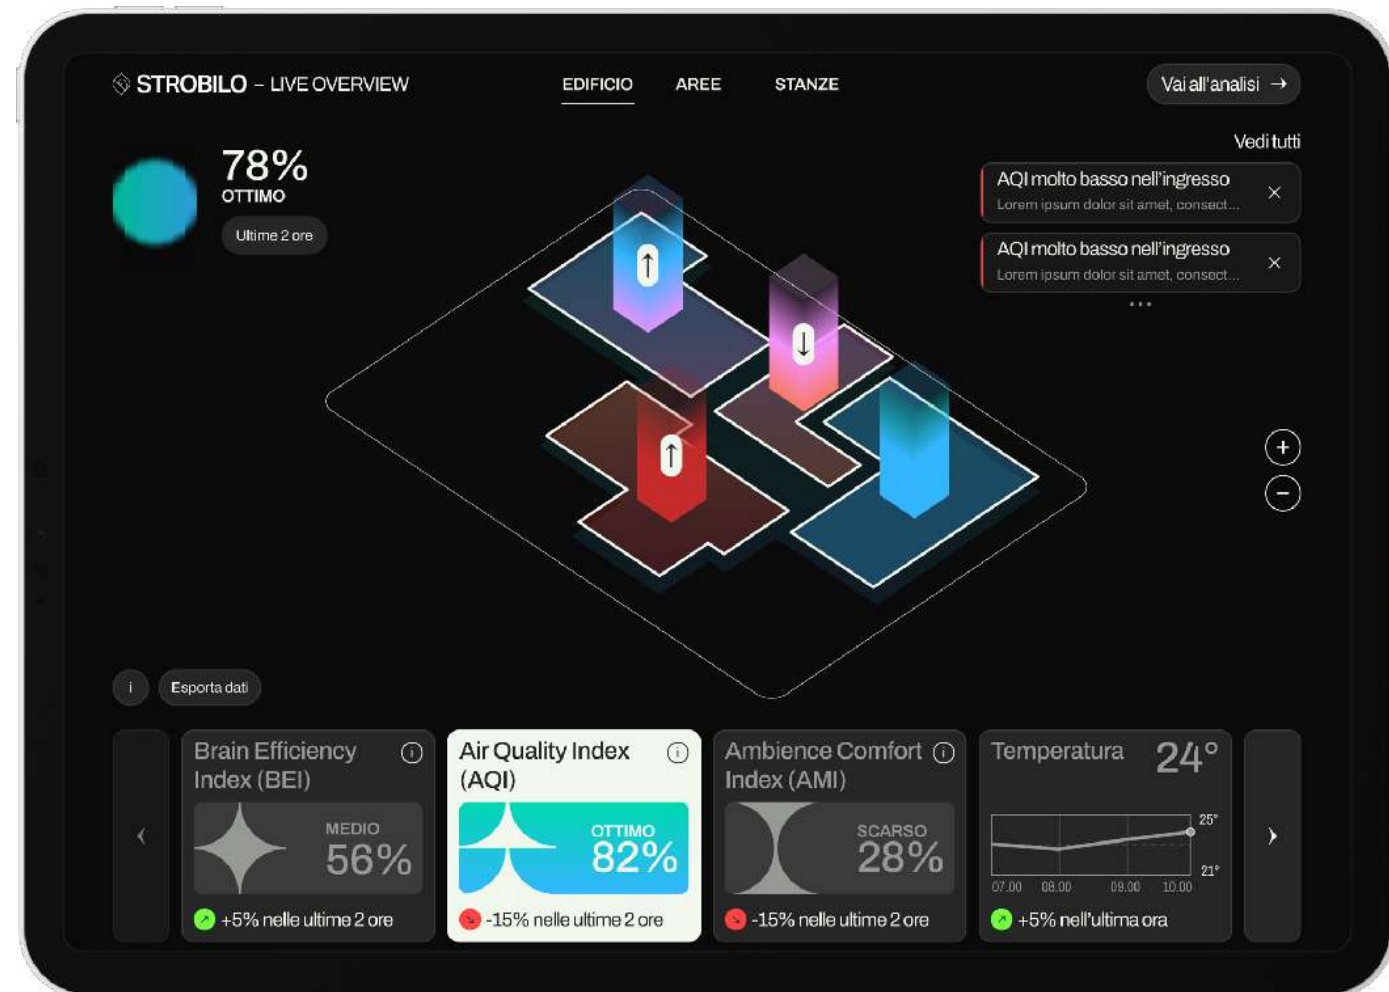 STROBILO – LIVE OVERVIEW
EDIFICIO
AREE
STANZE
Vai all'analisi →
78%
OTTIMO
Ultime 2 ore
Vedi tutti
AQI molto basso nell'ingresso
Lorem ipsum dolor sit amet, consect...
AQI molto basso nell'ingresso
Lorem ipsum dolor sit amet, consect...
i
Esporta dati
Brain Efficiency
Index (BEI)
MEDIO
56%
+5% nelle ultime 2 ore
Air Quality Index
(AQI)
OTTIMO
82%
-15% nelle ultime 2 ore
Ambience Comfort
Index (AMI)
SCARSO
28%
-15% nelle ultime 2 ore
Temperatura
24°
25°
21°
07.00 08.00 09.00 10.00
+5% nell'ultima ora